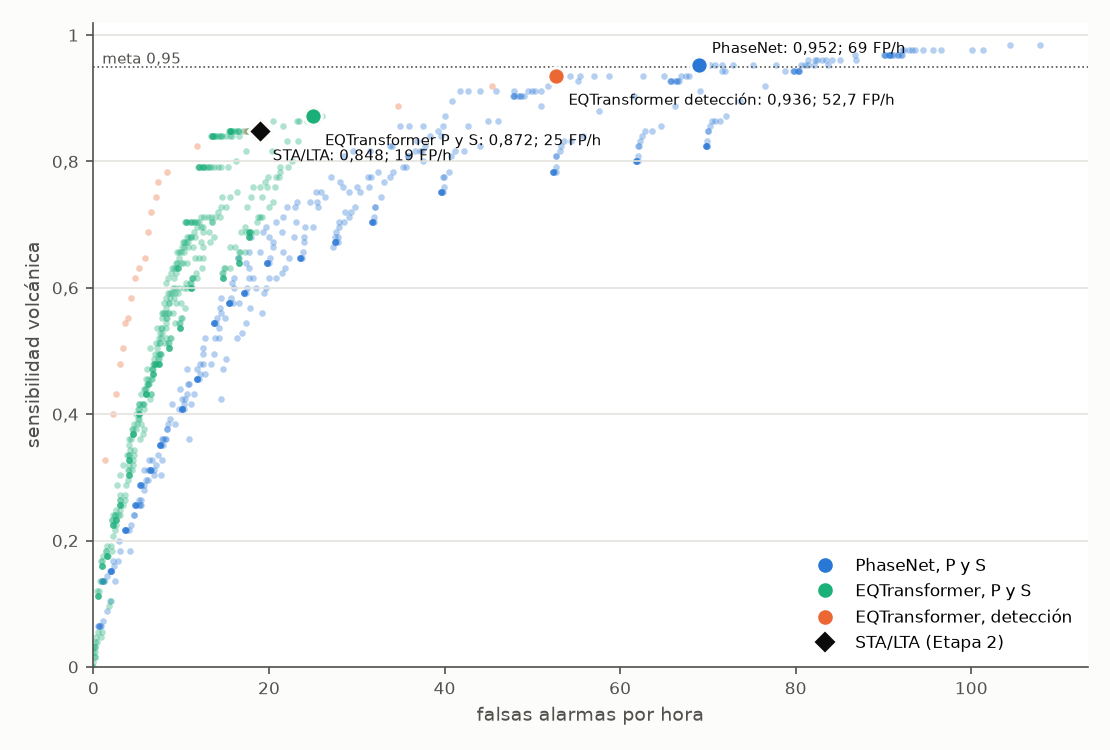 PhaseNet: 0,952; 69 FP/h
meta 0,95
EQTransformer detección: 0,936; 52,7 FP/h
EQTransformer P y S: 0,872; 25 FP/h
STA/LTA: 0,848; 19 FP/h
1
0,8
0,6
0,4
0,2
0
sensibilidad volcánica
PhaseNet, P y S
EQTransformer, P y S
EQTransformer, detección
STA/LTA (Etapa 2)
0 20 40 60 80 100
falsas alarmas por hora